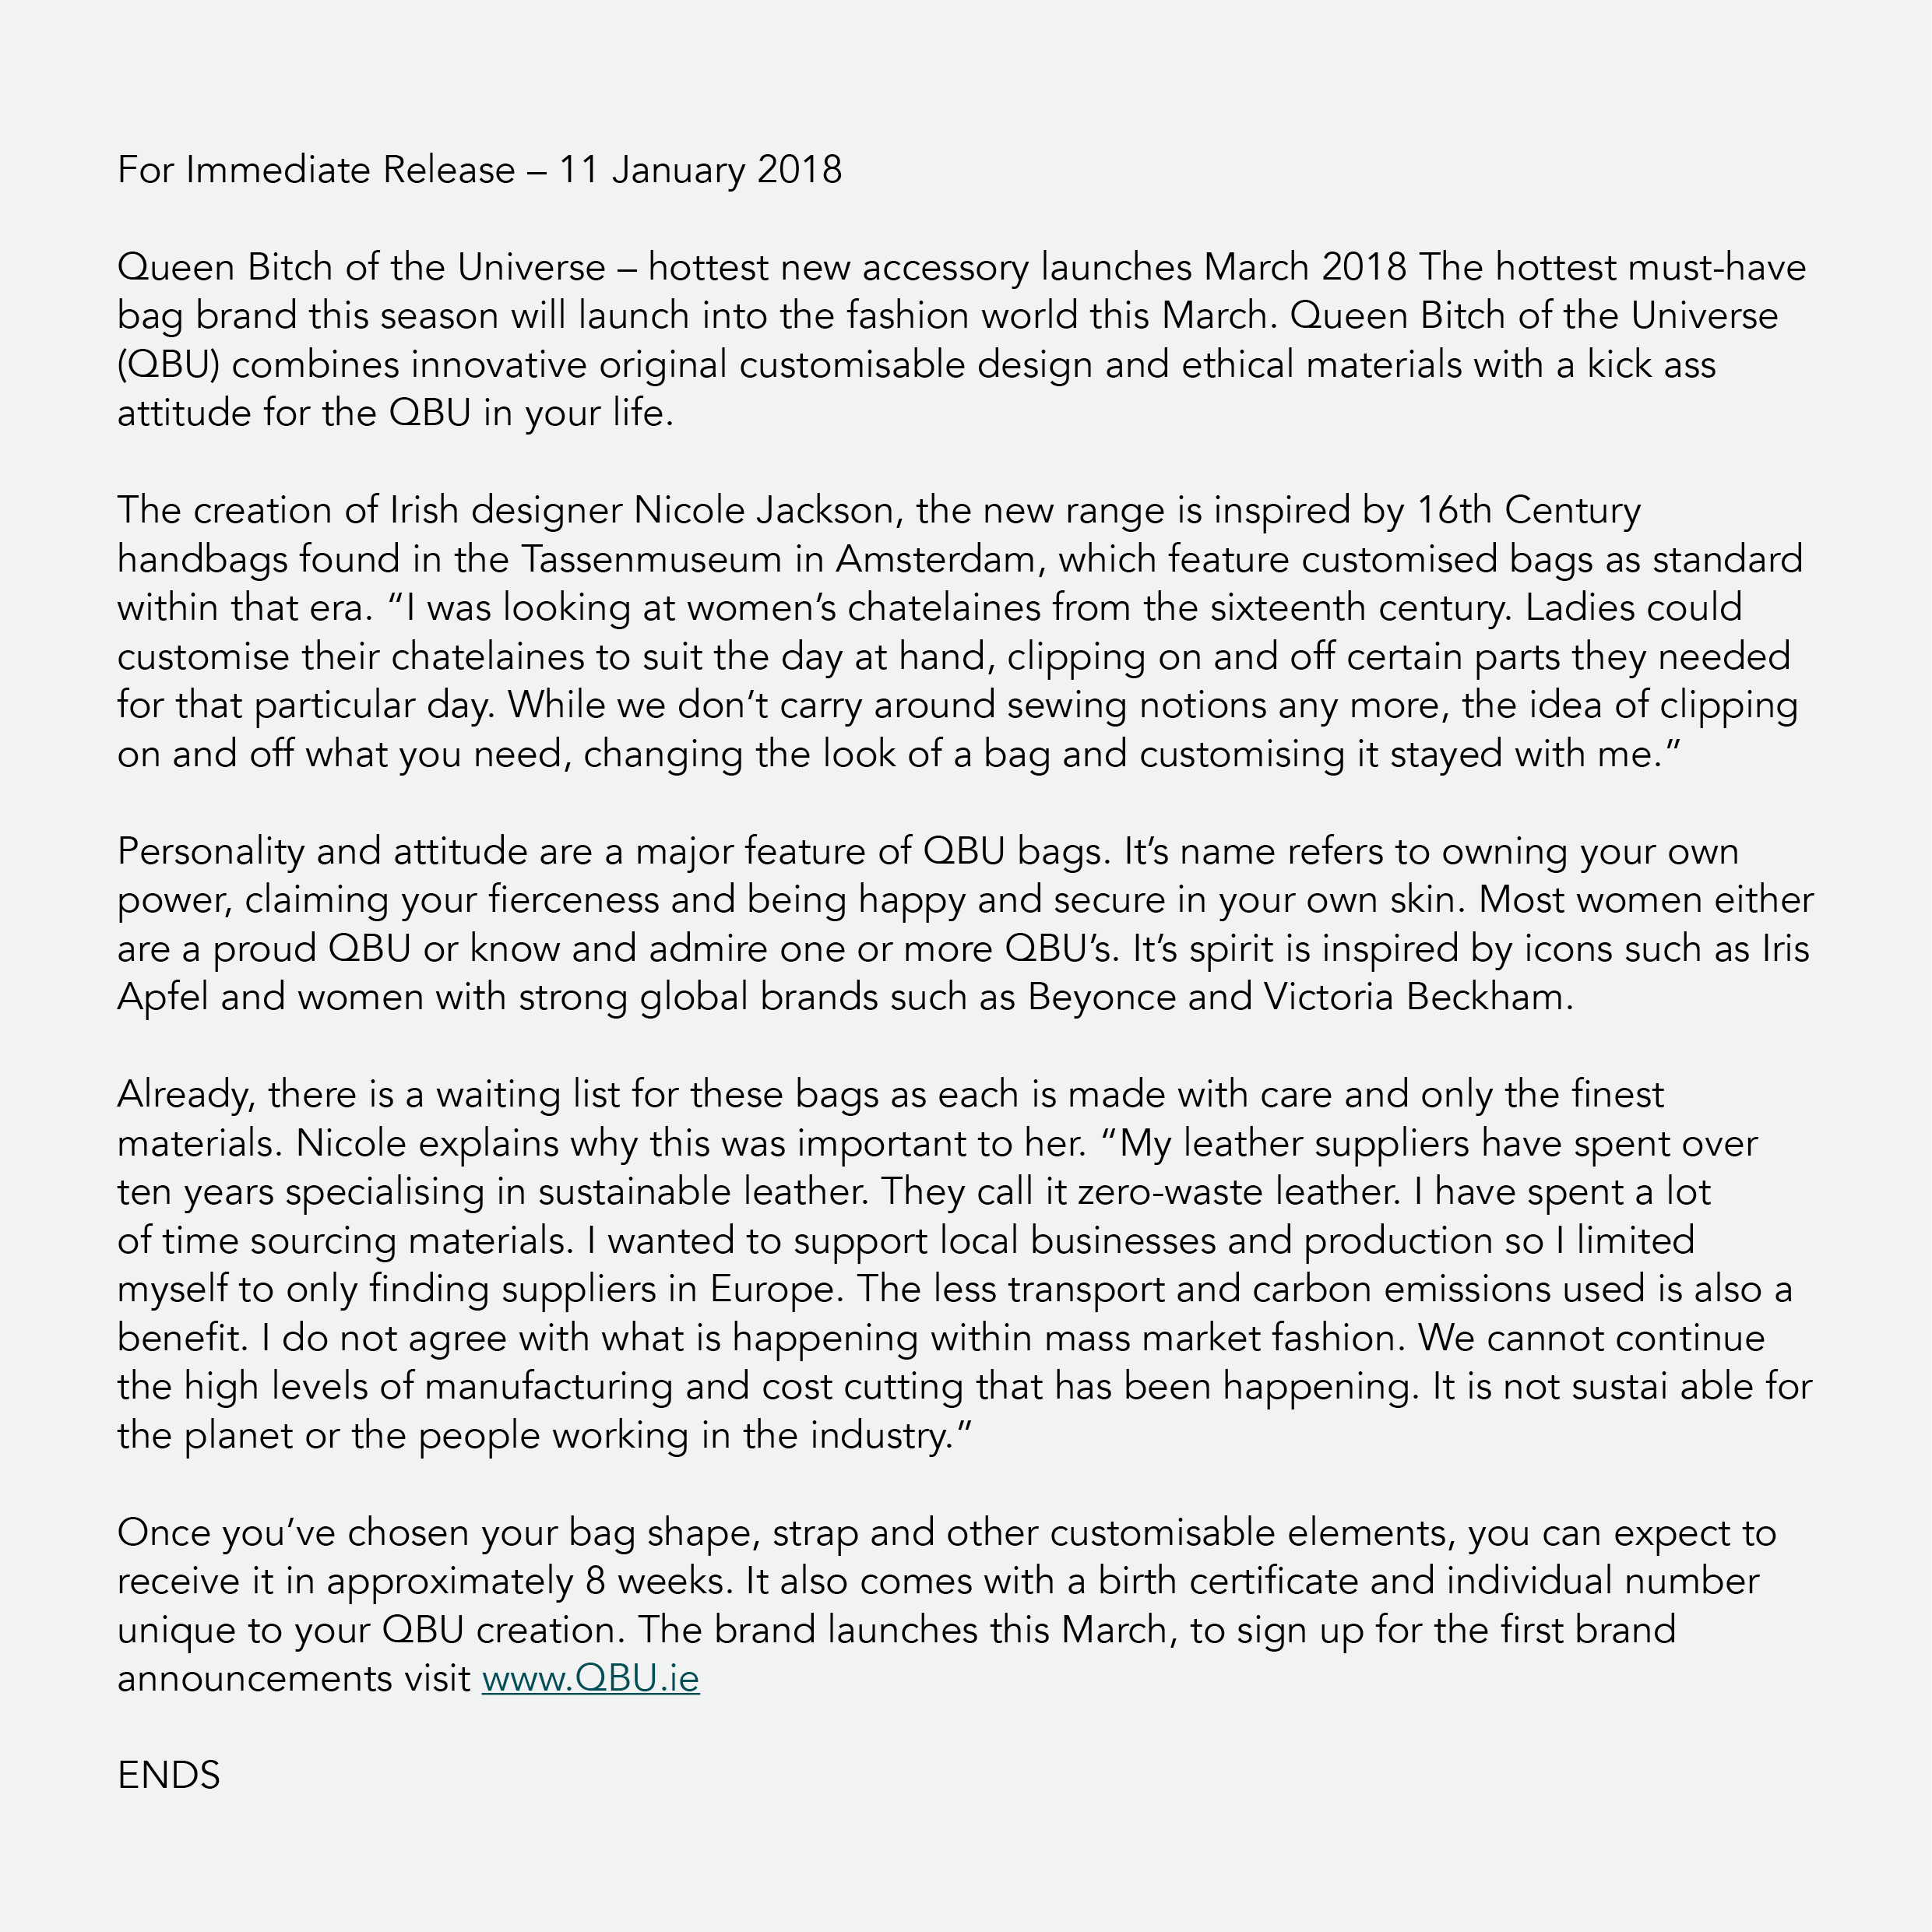 For Immediate Release – 11 January 2018
Queen Bitch of the Universe – hottest new accessory launches March 2018 The hottest must-have
bag brand this season will launch into the fashion world this March. Queen Bitch of the Universe
(QBU) combines innovative original customisable design and ethical materials with a kick ass
attitude for the QBU in your life.
The creation of Irish designer Nicole Jackson, the new range is inspired by 16th Century
handbags found in the Tassenmuseum in Amsterdam, which feature customised bags as standard
within that era. “I was looking at women’s chatelaines from the sixteenth century. Ladies could
customise their chatelaines to suit the day at hand, clipping on and off certain parts they needed
for that particular day. While we don’t carry around sewing notions any more, the idea of clipping
on and off what you need, changing the look of a bag and customising it stayed with me.”
Personality and attitude are a major feature of QBU bags. It’s name refers to owning your own
power, claiming your fierceness and being happy and secure in your own skin. Most women either
are a proud QBU or know and admire one or more QBU’s. It’s spirit is inspired by icons such as Iris
Apfel and women with strong global brands such as Beyonce and Victoria Beckham.
Already, there is a waiting list for these bags as each is made with care and only the finest
materials. Nicole explains why this was important to her. “My leather suppliers have spent over
ten years specialising in sustainable leather. They call it zero-waste leather. I have spent a lot
of time sourcing materials. I wanted to support local businesses and production so I limited
myself to only finding suppliers in Europe. The less transport and carbon emissions used is also a
benefit. I do not agree with what is happening within mass market fashion. We cannot continue
the high levels of manufacturing and cost cutting that has been happening. It is not sustai able for
the planet or the people working in the industry.”
Once you’ve chosen your bag shape, strap and other customisable elements, you can expect to
receive it in approximately 8 weeks. It also comes with a birth certificate and individual number
unique to your QBU creation. The brand launches this March, to sign up for the first brand
announcements visit www.QBU.ie
ENDS